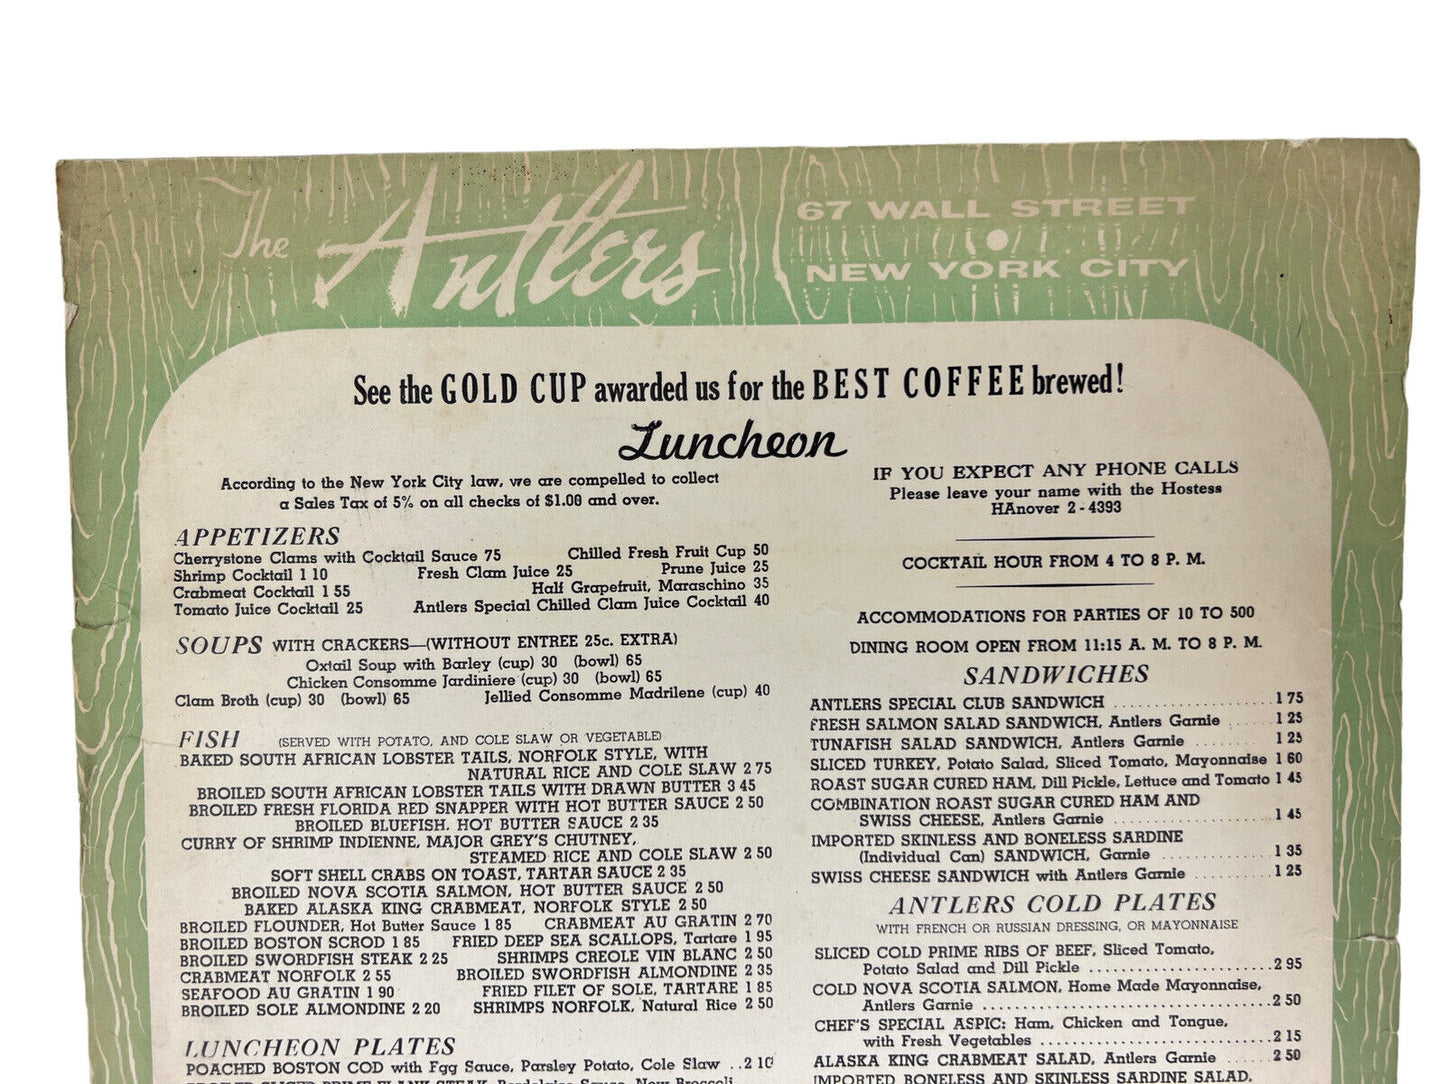 The Antlers
67 WALL STREET
NEW YORK CITY
See the GOLD CUP awarded us for the BEST COFFEE brewed!
Luncheon
According to the New York City law, we are compelled to collect
a Sales Tax of 5% on all checks of $1.00 and over.
APPETIZERS
Cherrystone Clams with Cocktail Sauce 75 Chilled Fresh Fruit Cup 50
Shrimp Cocktail 1 10 Fresh Clam Juice 25 Prune Juice 25
Crabmeat Cocktail 1 55 Half Grapefruit, Maraschino 35
Tomato Juice Cocktail 25 Antlers Special Chilled Clam Juice Cocktail 40
SOUPS WITH CRACKERS—(WITHOUT ENTREE 25c. EXTRA)
Oxtail Soup with Barley (cup) 30 (bowl) 65
Chicken Consomme Jardiniere (cup) 30 (bowl) 65
Clam Broth (cup) 30 (bowl) 65 Jellied Consomme Madrilene (cup) 40
FISH (SERVED WITH POTATO, AND COLE SLAW OR VEGETABLE)
BAKED SOUTH AFRICAN LOBSTER TAILS, NORFOLK STYLE, WITH
NATURAL RICE AND COLE SLAW 2 75
BROILED SOUTH AFRICAN LOBSTER TAILS WITH DRAWN BUTTER 3 45
BROILED FRESH FLORIDA RED SNAPPER WITH HOT BUTTER SAUCE 2 50
BROILED BLUEFISH, HOT BUTTER SAUCE 2 35
CURRY OF SHRIMP INDIENNE, MAJOR GREY'S CHUTNEY,
STEAMED RICE AND COLE SLAW 2 50
SOFT SHELL CRABS ON TOAST, TARTAR SAUCE 2 35
BROILED NOVA SCOTIA SALMON, HOT BUTTER SAUCE 2 50
BAKED ALASKA KING CRABMEAT, NORFOLK STYLE 2 50
BROILED FLOUNDER, Hot Butter Sauce 1 85 CRABMEAT AU GRATIN 2 70
BROILED BOSTON SCROD 1 85 FRIED DEEP SEA SCALLOPS, Tartare 1 95
BROILED SWORDFISH STEAK 2 25 SHRIMPS CREOLE VIN BLANC 2 50
CRABMEAT NORFOLK 2 55 BROILED SWORDFISH ALMONDINE 2 35
SEAFOOD AU GRATIN 1 90 FRIED FILET OF SOLE, TARTARE 1 85
BROILED SOLE ALMONDINE 2 20 SHRIMPS NORFOLK, Natural Rice 2 50
LUNCHEON PLATES
POACHED BOSTON COD with Egg Sauce, Parsley Potato, Cole Slaw ..2 10
IF YOU EXPECT ANY PHONE CALLS
Please leave your name with the Hostess
HAnover 2-4393
COCKTAIL HOUR FROM 4 TO 8 P. M.
ACCOMMODATIONS FOR PARTIES OF 10 TO 500
DINING ROOM OPEN FROM 11:15 A. M. TO 8 P. M.
SANDWICHES
ANTLERS SPECIAL CLUB SANDWICH 1 75
FRESH SALMON SALAD SANDWICH, Antlers Garnie 1 25
TUNAFISH SALAD SANDWICH, Antlers Garnie 1 25
SLICED TURKEY, Potato Salad, Sliced Tomato, Mayonnaise 1 60
ROAST SUGAR CURED HAM, Dill Pickle, Lettuce and Tomato 1 45
COMBINATION ROAST SUGAR CURED HAM AND
SWISS CHEESE, Antlers Garnie 1 45
IMPORTED SKINLESS AND BONELESS SARDINE
(Individual Can) SANDWICH, Garnie 1 35
SWISS CHEESE SANDWICH with Antlers Garnie 1 25
ANTLERS COLD PLATES
WITH FRENCH OR RUSSIAN DRESSING, OR MAYONNAISE
SLICED COLD PRIME RIBS OF BEEF, Sliced Tomato,
Potato Salad and Dill Pickle 2 95
COLD NOVA SCOTIA SALMON, Home Made Mayonnaise,
Antlers Garnie 2 50
CHEF'S SPECIAL ASPIC: Ham, Chicken and Tongue,
with Fresh Vegetables 2 15
ALASKA KING CRABMEAT SALAD, Antlers Garnie 2 50
IMPORTED BONELESS AND SKINLESS SARDINE SALAD,